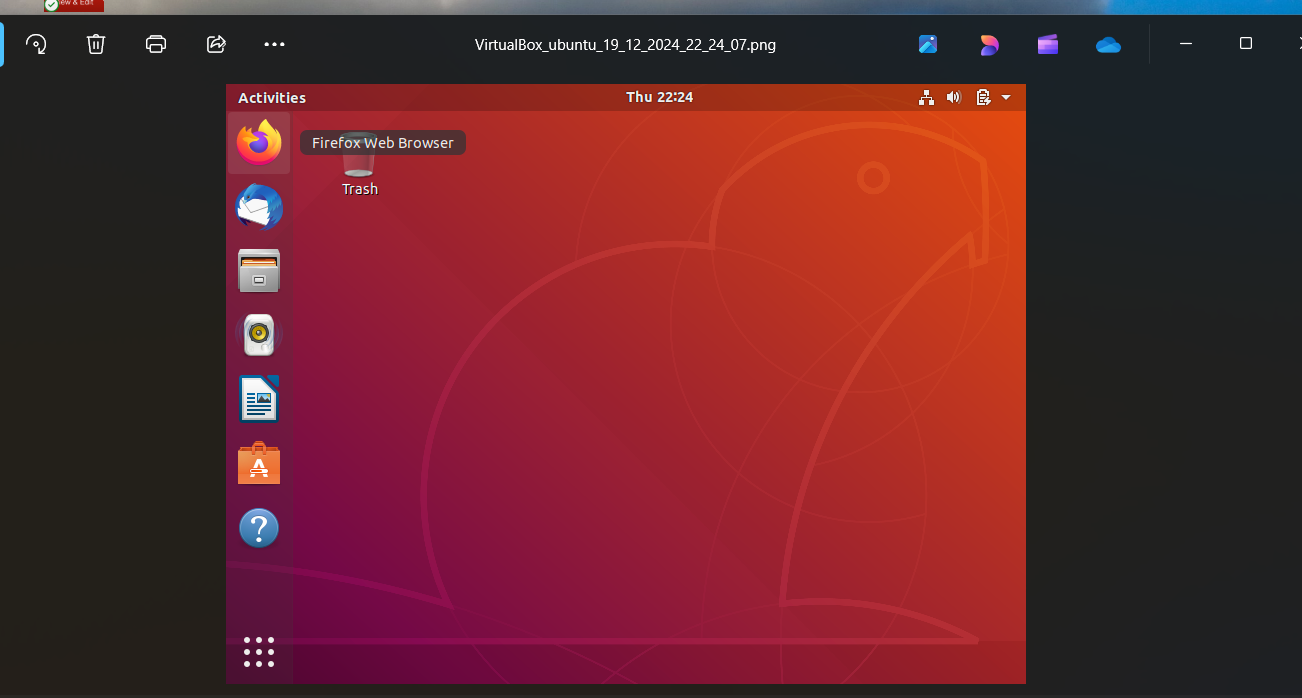 VirtualBox_ubuntu_19_12_2024_22_24_07.png
Activities
Thu 22:24
Firefox Web Browser
Trash